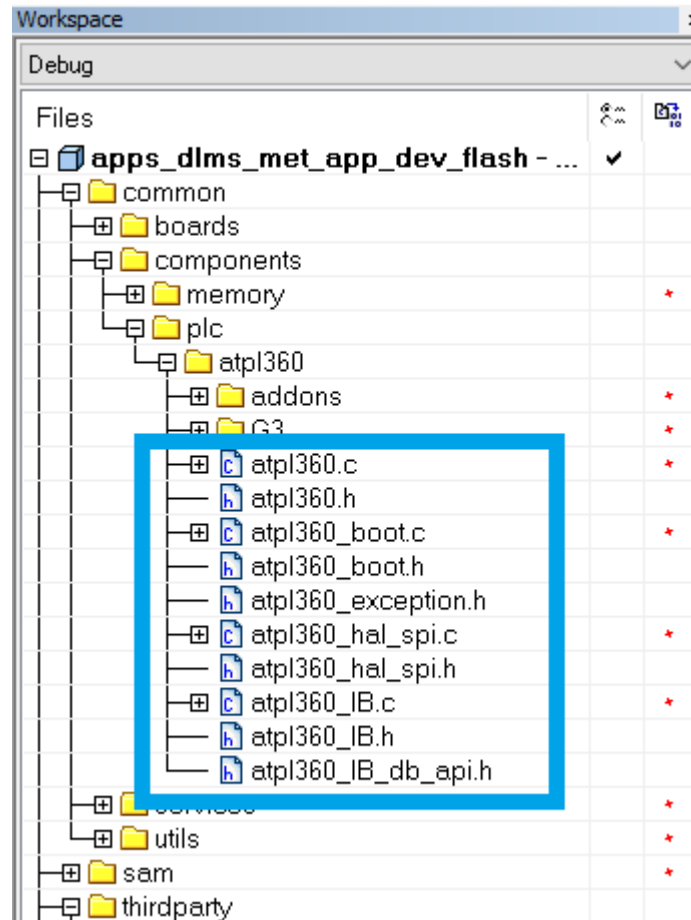 Workspace
Debug
Files
apps_dlms_met_app_dev_flash - ...
common
boards
components
memory
plc
atpl360
addons
G3
atpl360.c
atpl360.h
atpl360_boot.c
atpl360_boot.h
atpl360_exception.h
atpl360_hal_spi.c
atpl360_hal_spi.h
atpl360_IB.c
atpl360_IB.h
atpl360_IB_db_api.h
services
utils
sam
thirdparty